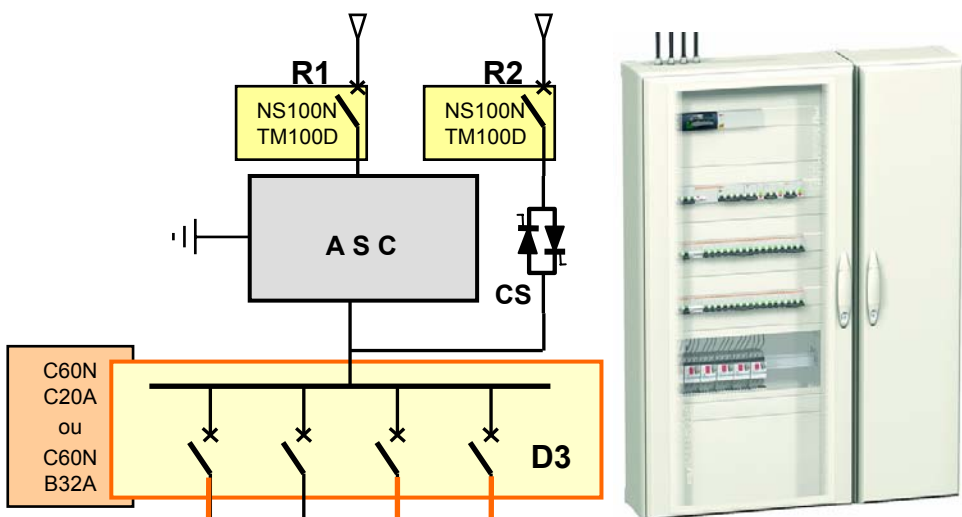 R1
R2
NS100N
TM100D
NS100N
TM100D
A S C
CS
C60N
C20A
ou
C60N
B32A
D3